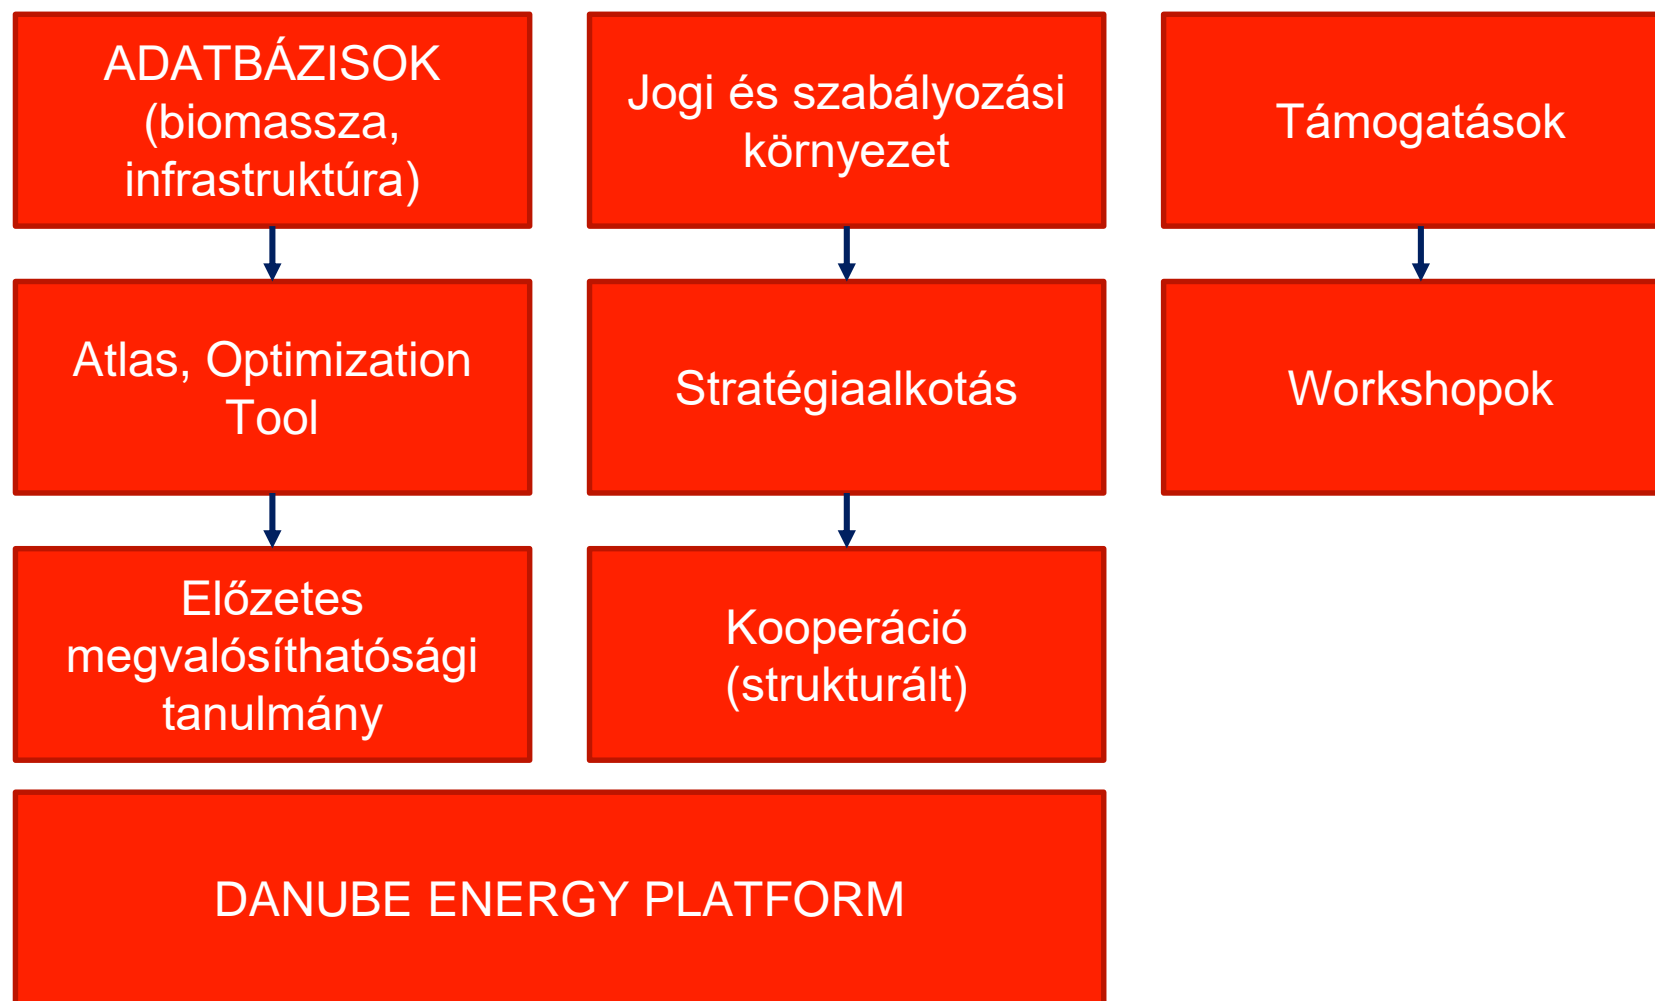 ADATBÁZISOK
(biomassza,
infrastruktúra)
Jogi és szabályozási
környezet
Támogatások
Atlas, Optimization
Tool
Stratégiaalkotás
Workshopok
Előzetes
megvalósíthatósági
tanulmány
Kooperáció
(strukturált)
DANUBE ENERGY PLATFORM